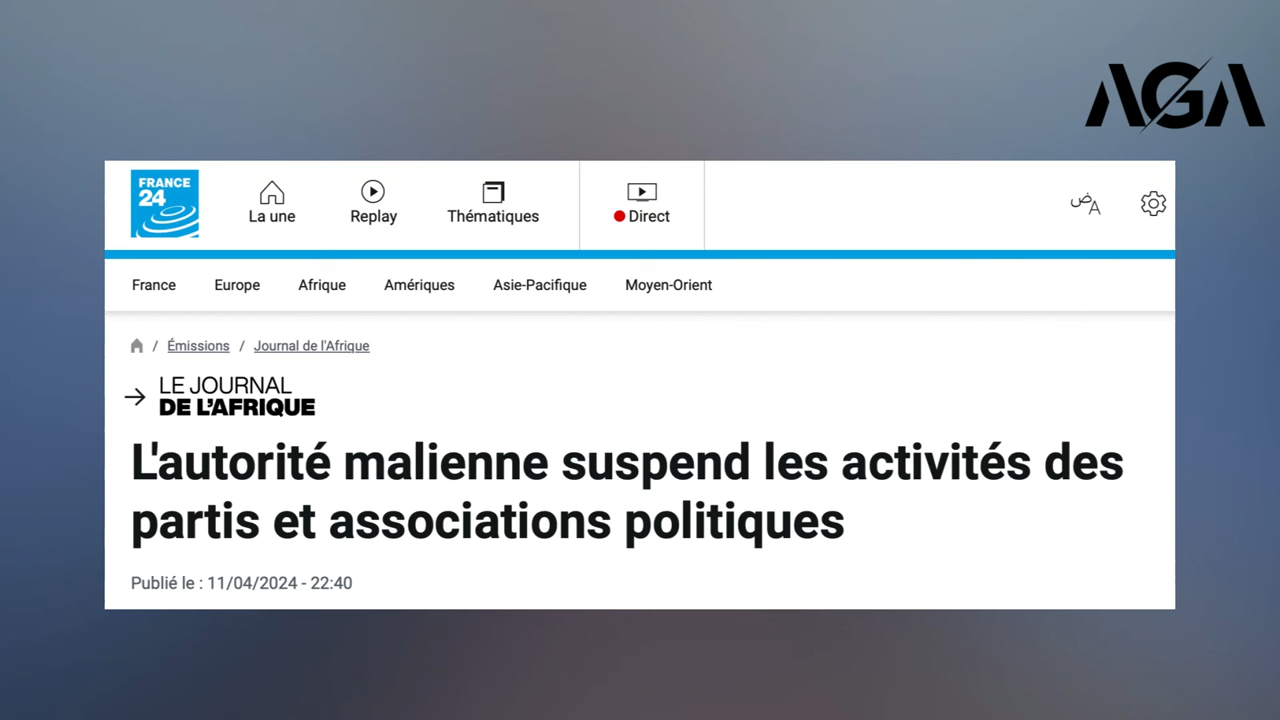 AGA
FRANCE
24
La une
Replay
Thématiques
Direct
ض A
France
Europe
Afrique
Amériques
Asie-Pacifique
Moyen-Orient
/ Émissions / Journal de l'Afrique
→ LE JOURNAL
DE L'AFRIQUE
L'autorité malienne suspend les activités des
partis et associations politiques
Publié le : 11/04/2024 - 22:40